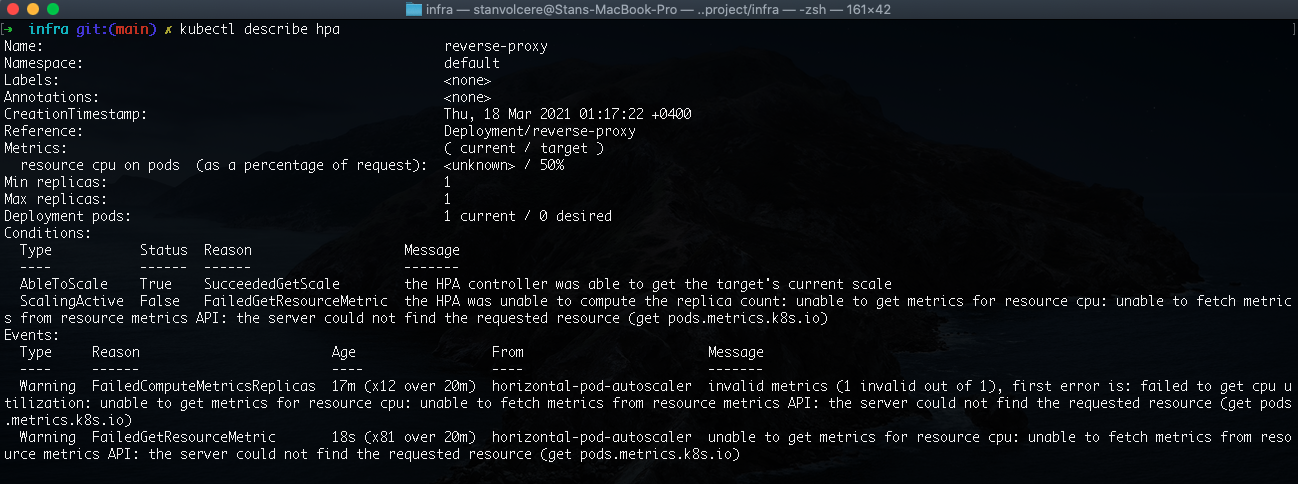 infra — stanvolcere@Stans-MacBook-Pro — ..project/infra — -zsh — 161×42
[➜  infra git:(main) ✗ kubectl describe hpa ]
Name:                                                  reverse-proxy
Namespace:                                             default
Labels:                                                <none>
Annotations:                                           <none>
CreationTimestamp:                                     Thu, 18 Mar 2021 01:17:22 +0400
Reference:                                             Deployment/reverse-proxy
Metrics:                                               ( current / target )
  resource cpu on pods  (as a percentage of request):  <unknown> / 50%
Min replicas:                                          1
Max replicas:                                          1
Deployment pods:                                       1 current / 0 desired
Conditions:
  Type           Status  Reason                   Message
  ----           ------  ------                   -------
  AbleToScale    True    SucceededGetScale        the HPA controller was able to get the target's current scale
  ScalingActive  False   FailedGetResourceMetric  the HPA was unable to compute the replica count: unable to get metrics for resource cpu: unable to fetch metric
s from resource metrics API: the server could not find the requested resource (get pods.metrics.k8s.io)
Events:
  Type     Reason                        Age                 From                       Message
  ----     ------                        ----                ----                       -------
  Warning  FailedComputeMetricsReplicas  17m (x12 over 20m)  horizontal-pod-autoscaler  invalid metrics (1 invalid out of 1), first error is: failed to get cpu u
tilization: unable to get metrics for resource cpu: unable to fetch metrics from resource metrics API: the server could not find the requested resource (get pods
.metrics.k8s.io)
  Warning  FailedGetResourceMetric       18s (x81 over 20m)  horizontal-pod-autoscaler  unable to get metrics for resource cpu: unable to fetch metrics from reso
urce metrics API: the server could not find the requested resource (get pods.metrics.k8s.io)